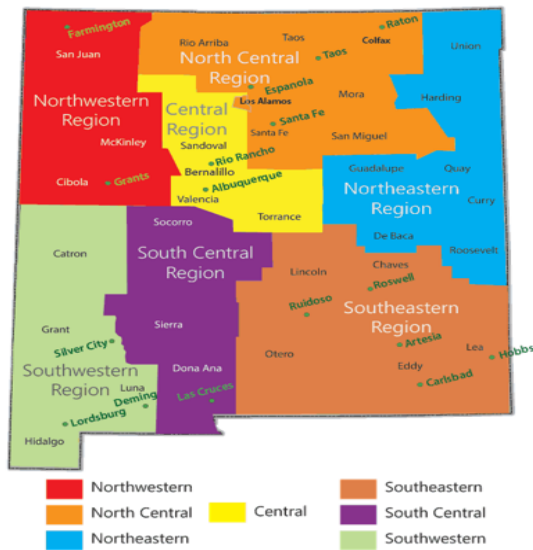 Farmington
San Juan
Northwestern
Region
McKinley
Cibola
Grants
Rio Arriba
Taos
Raton
Colfax
North Central
Region
Taos
Espanola
Los Alamos
Mora
Santa Fe
Santa Fe
San Miguel
Union
Harding
Central
Region
Sandoval
Rio Rancho
Bernalillo
Albuquerque
Valencia
Torrance
Guadalupe
Quay
Northeastern
Region
Curry
De Baca
Roosevelt
Catron
Grant
Silver City
Southwestern
Region
Luna
Deming
Lordsburg
Hidalgo
Socorro
South Central
Region
Sierra
Dona Ana
Las Cruces
Lincoln
Chaves
Roswell
Ruidoso
Southeastern
Region
Otero
Artesia
Lea
Hobbs
Eddy
Carlsbad
Northwestern
North Central
Northeastern
Central
Southeastern
South Central
Southwestern